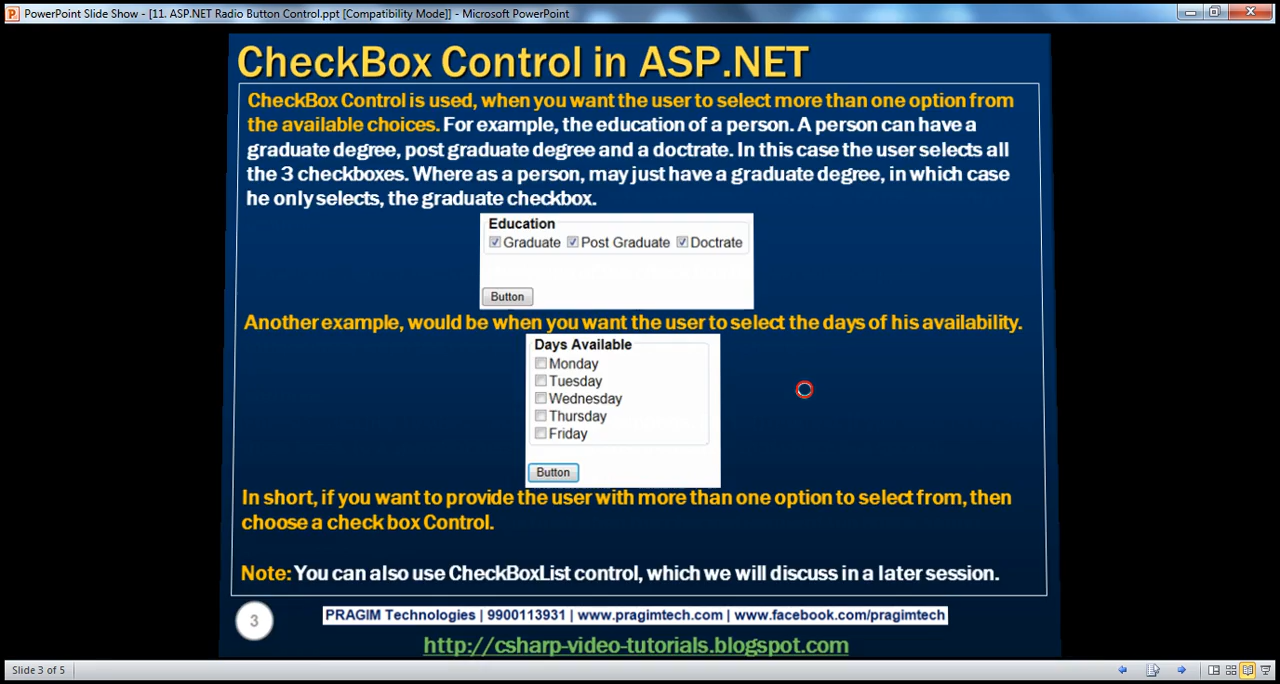 PowerPoint Slide Show - [11. ASP.NET Radio Button Control.ppt [Compatibility Mode]] - Microsoft PowerPoint
CheckBox Control in ASP.NET
CheckBox Control is used, when you want the user to select more than one option from
the available choices. For example, the education of a person. A person can have a
graduate degree, post graduate degree and a doctrate. In this case the user selects all
the 3 checkboxes. Where as a person, may just have a graduate degree, in which case
he only selects, the graduate checkbox.
Education
Graduate Post Graduate Doctrate
Button
Another example, would be when you want the user to select the days of his availability.
Days Available
Monday
Tuesday
Wednesday
Thursday
Friday
Button
In short, if you want to provide the user with more than one option to select from, then
choose a check box Control.
Note: You can also use CheckBoxList control, which we will discuss in a later session.
3
PRAGIM Technologies | 9900113931 | www.pragimtech.com | www.facebook.com/pragimtech
http://csharp-video-tutorials.blogspot.com
Slide 3 of 5